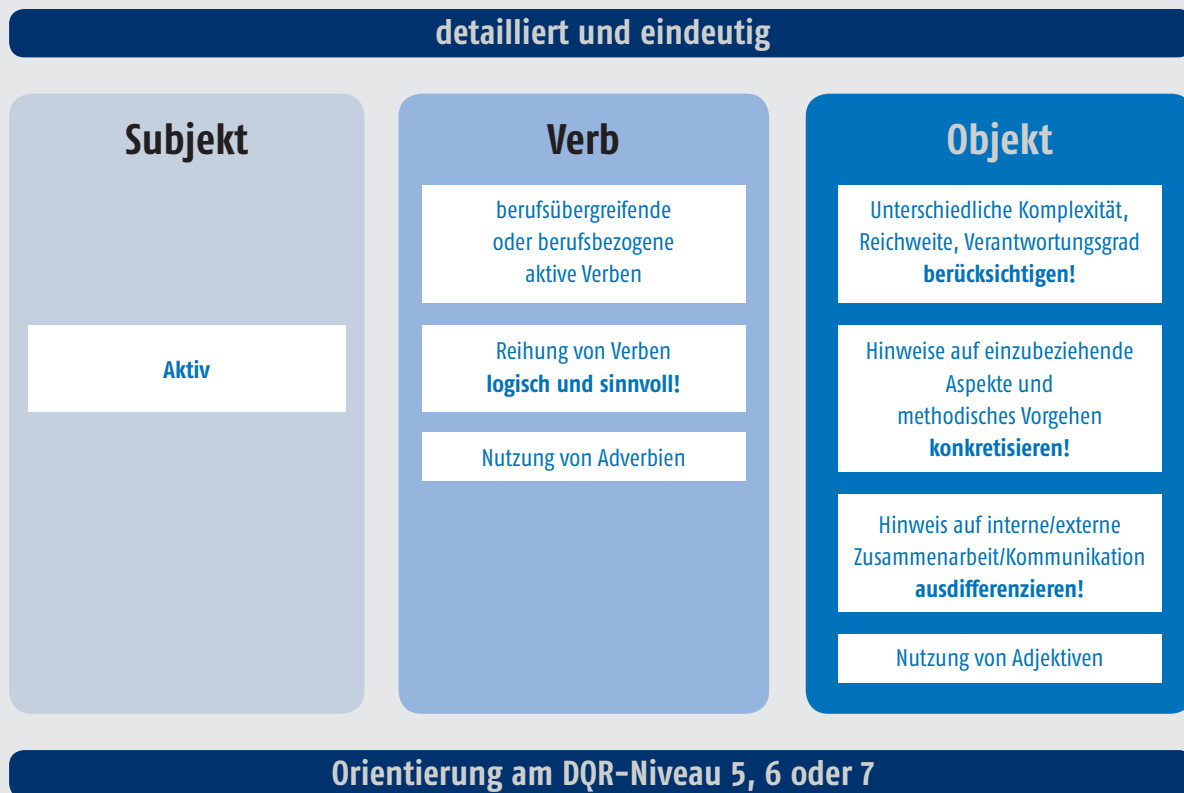 detailliert und eindeutig
Subjekt
Aktiv
Verb
berufsübergreifende
oder berufsbezogene
aktive Verben
Reihung von Verben
logisch und sinnvoll!
Nutzung von Adverbien
Objekt
Unterschiedliche Komplexität,
Reichweite, Verantwortungsgrad
berücksichtigen!
Hinweise auf einzubeziehende
Aspekte und
methodisches Vorgehen
konkretisieren!
Hinweis auf interne/externe
Zusammenarbeit/Kommunikation
ausdifferenzieren!
Nutzung von Adjektiven
Orientierung am DQR-Niveau 5, 6 oder 7